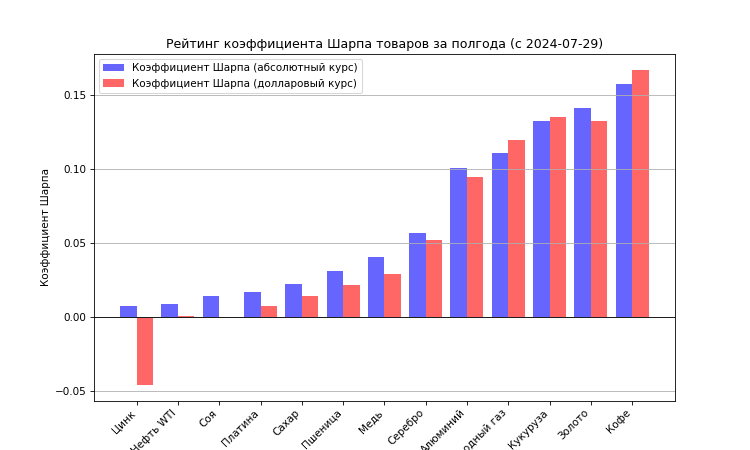 Рейтинг коэффициента Шарпа товаров за полгода (с 2024-07-29)
Коэффициент Шарпа (абсолютный курс)
Коэффициент Шарпа (долларовый курс)
Коэффициент Шарпа
0.15
0.10
0.05
0.00
−0.05
Цинк
Нефть WTI
Соя
Платина
Сахар
Пшеница
Медь
Серебро
Алюминий
одный газ
Кукуруза
Золото
Кофе